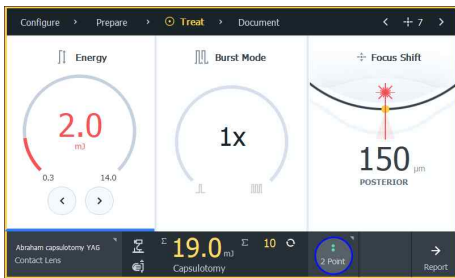 Configure > Prepare > Treat > Document < 7 >
Energy
2.0
mJ
0.3 14.0
< >
Burst Mode
1x
Focus Shift
150 µm
POSTERIOR
Abraham capsulotomy YAG
Contact Lens
Σ 19.0 mJ Σ 10
Capsulotomy
2 Point
→
Report